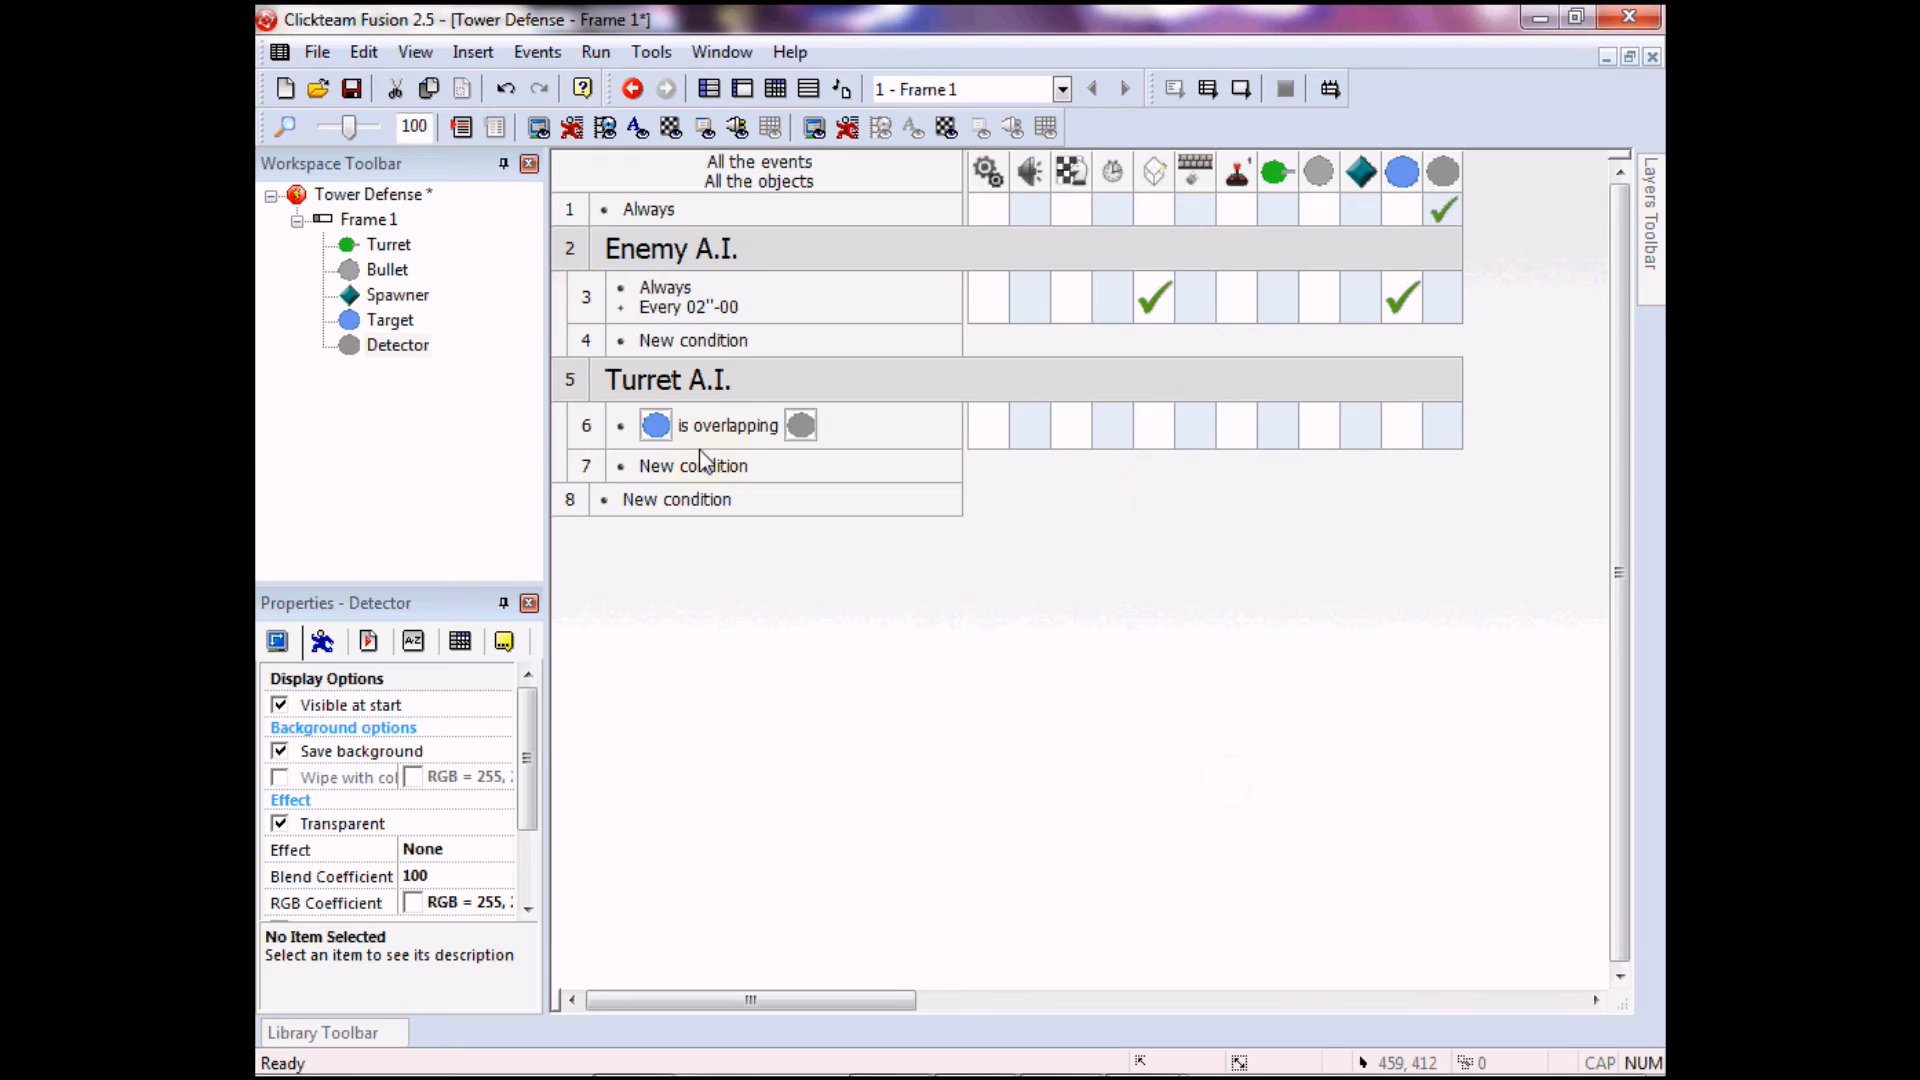 Clickteam Fusion 2.5 - [Tower Defense - Frame 1*]
File Edit View Insert Events Run Tools Window Help
1 - Frame 1
100
Workspace Toolbar
Tower Defense *
Frame 1
Turret
Bullet
Spawner
Target
Detector
All the events
All the objects
1 Always
2 Enemy A.I.
3 Always
Every 02"-00
4 New condition
5 Turret A.I.
6 is overlapping
7 New condition
8 New condition
Layers Toolbar
Properties - Detector
Display Options
Visible at start
Background options
Save background
Wipe with col RGB = 255,
Effect
Transparent
Effect None
Blend Coefficient 100
RGB Coefficient RGB = 255,
No Item Selected
Select an item to see its description
Library Toolbar
Ready 459, 412 0 CAP NUM